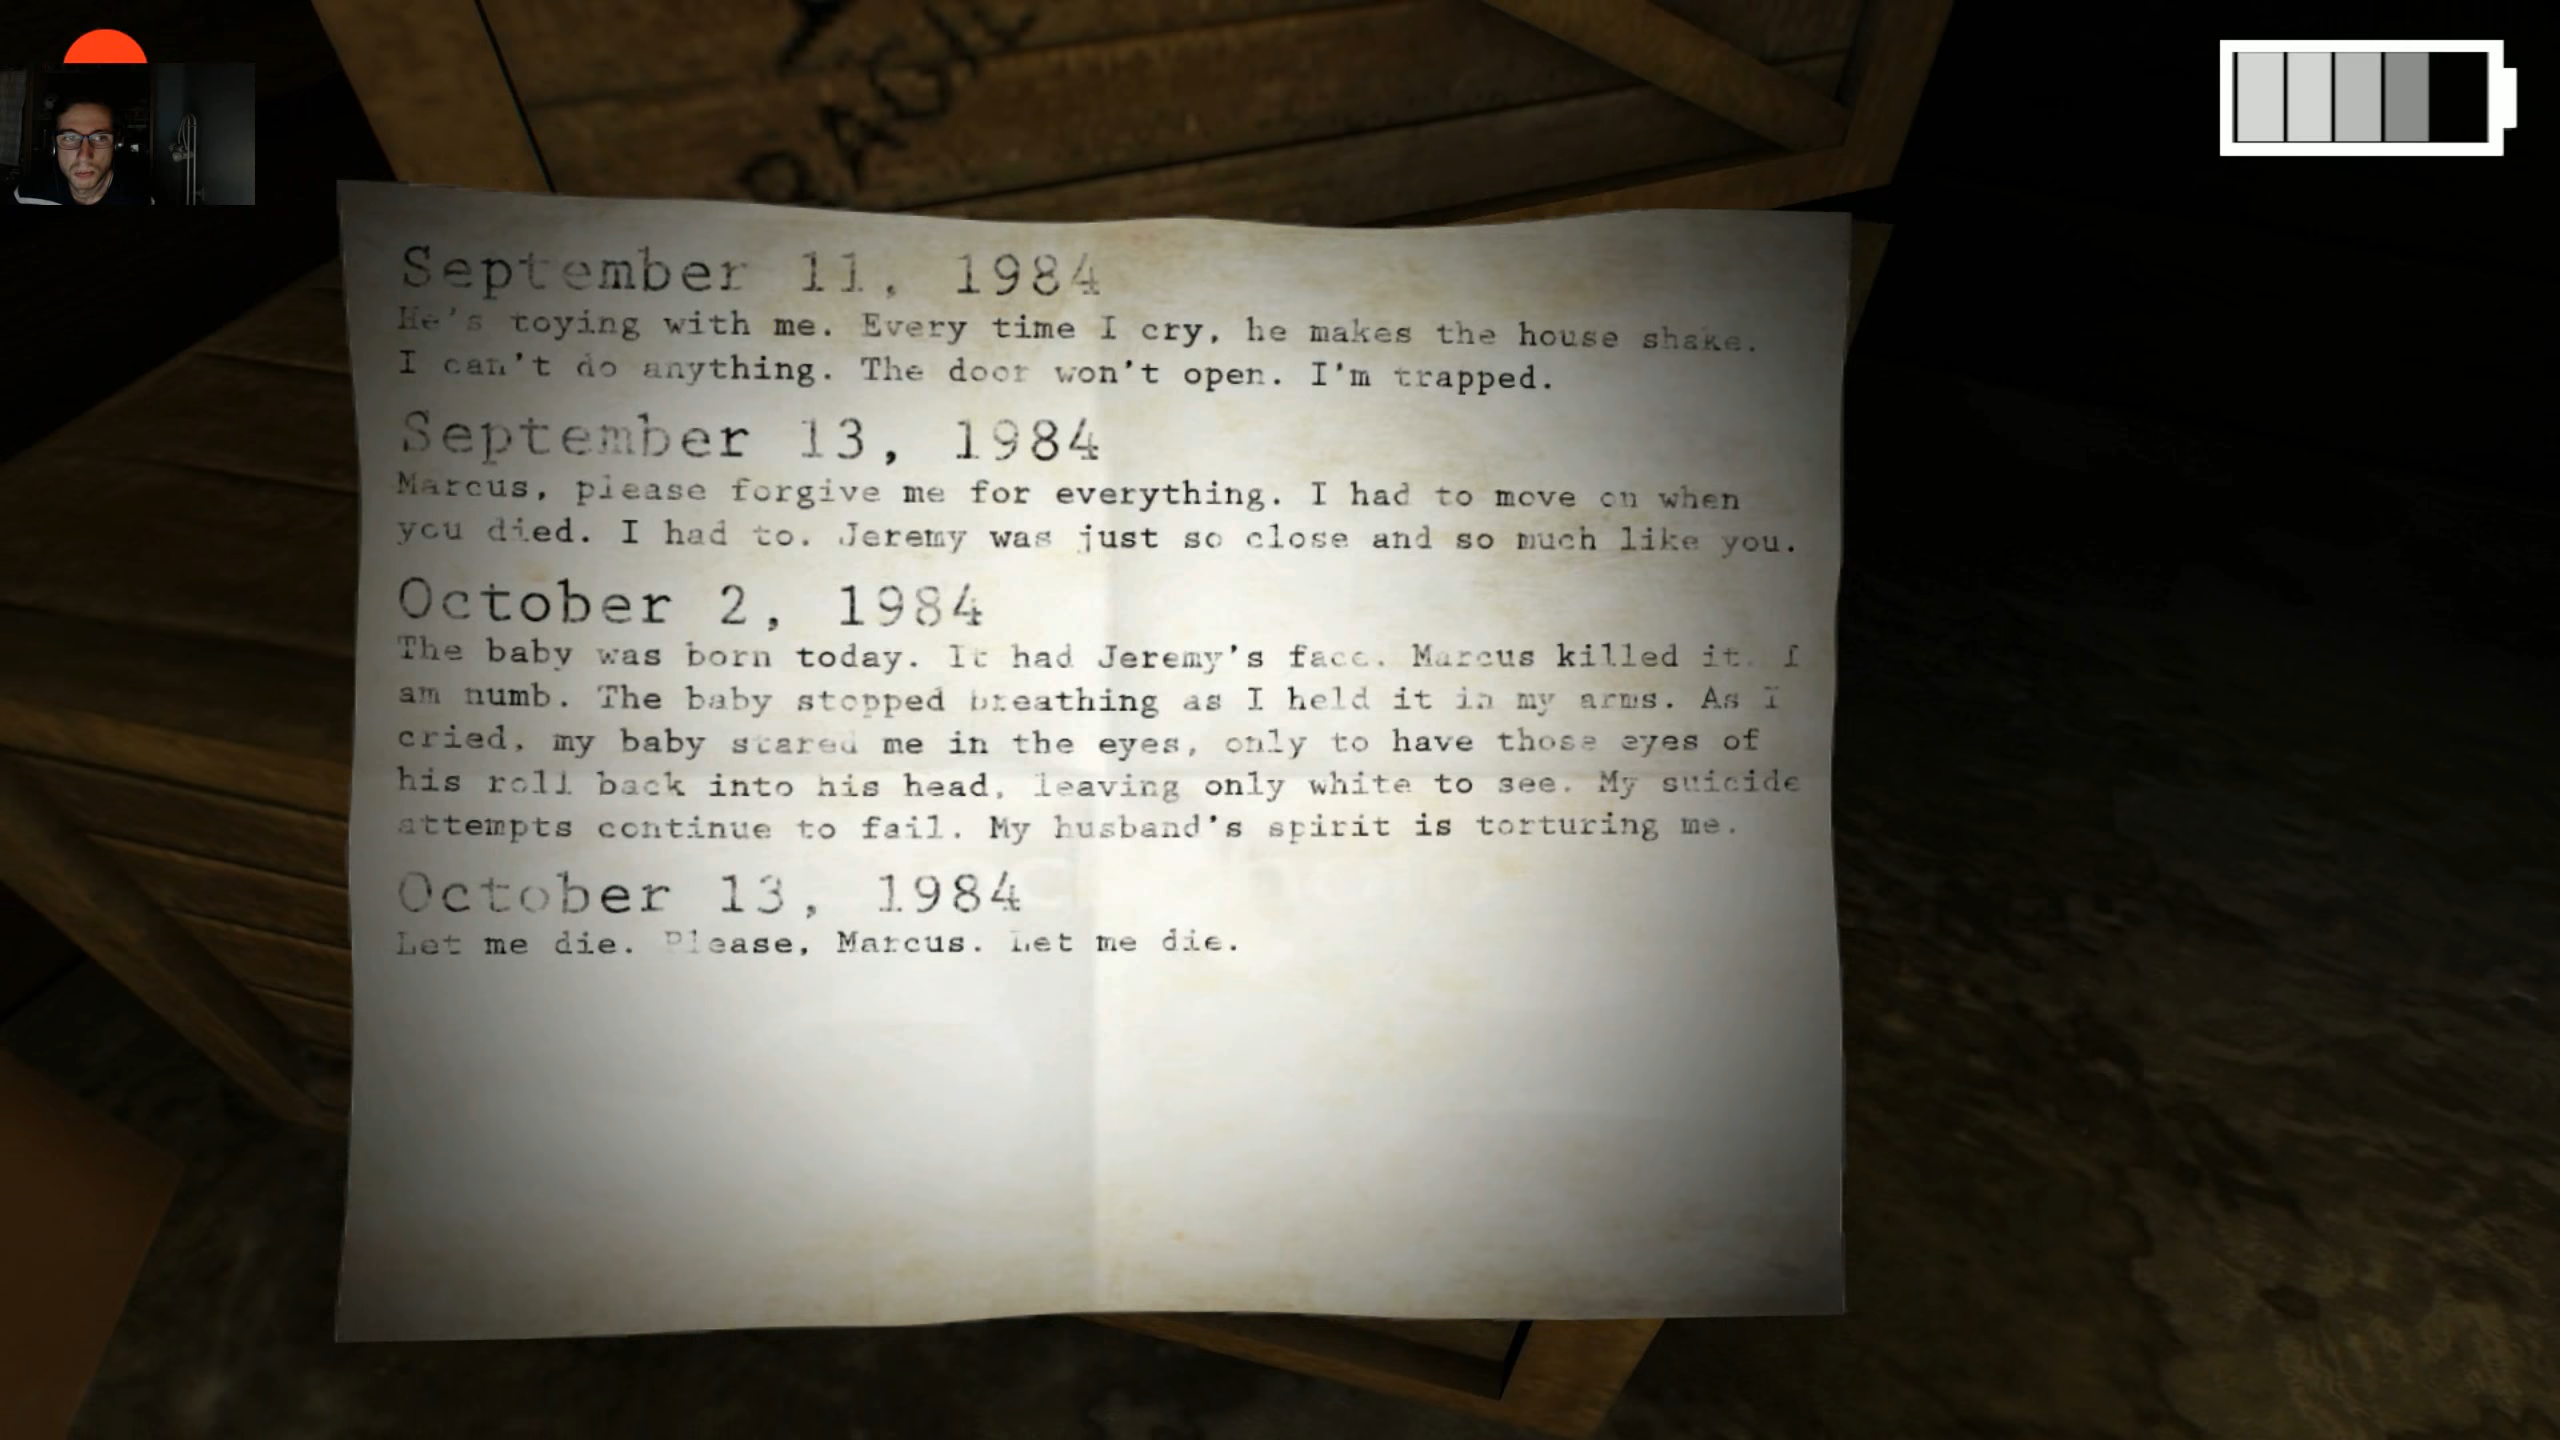 RAGIL
September 11, 1984
He's toying with me. Every time I cry, he makes the house shake.
I can't do anything. The door won't open. I'm trapped.
September 13, 1984
Marcus, please forgive me for everything. I had to move on when
you died. I had to. Jeremy was just so close and so much like you.
October 2, 1984
The baby was born today. It had Jeremy's face. Marcus killed it. I
am numb. The baby stopped breathing as I held it in my arms. As I
cried, my baby stared me in the eyes, only to have those eyes of
his roll back into his head, leaving only white to see. My suicide
attempts continue to fail. My husband's spirit is torturing me.
October 13, 1984
Let me die. Please, Marcus. Let me die.